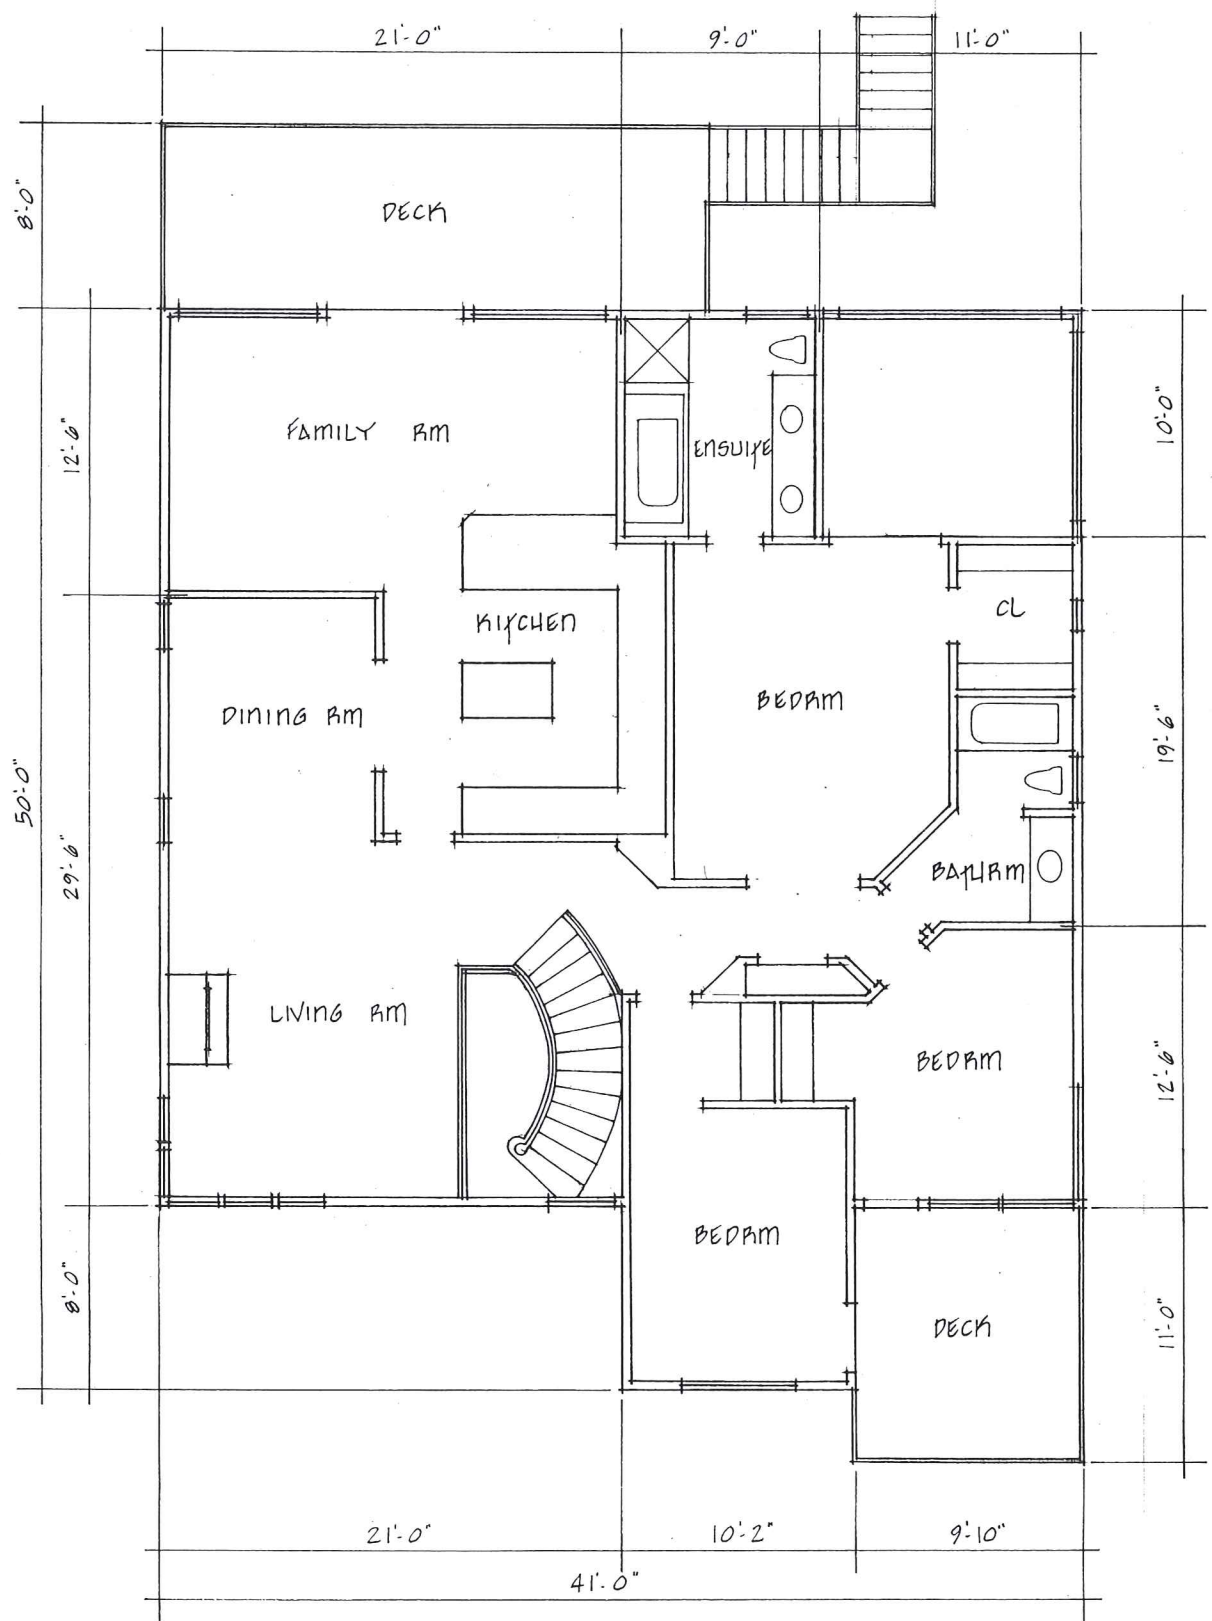 21'-0" 9'-0" 11'-0"
8'-0"
DECK
12'-6"
FAMILY RM
ENSUITE
10'-0"
KITCHEN
CL
DINING RM
BEDRM
19'-6"
50'-0"
29'-6"
BATHRM
LIVING RM
BEDRM
12'-6"
BEDRM
8'-0"
DECK
11'-0"
21'-0" 10'-2" 9'-10"
41'-0"